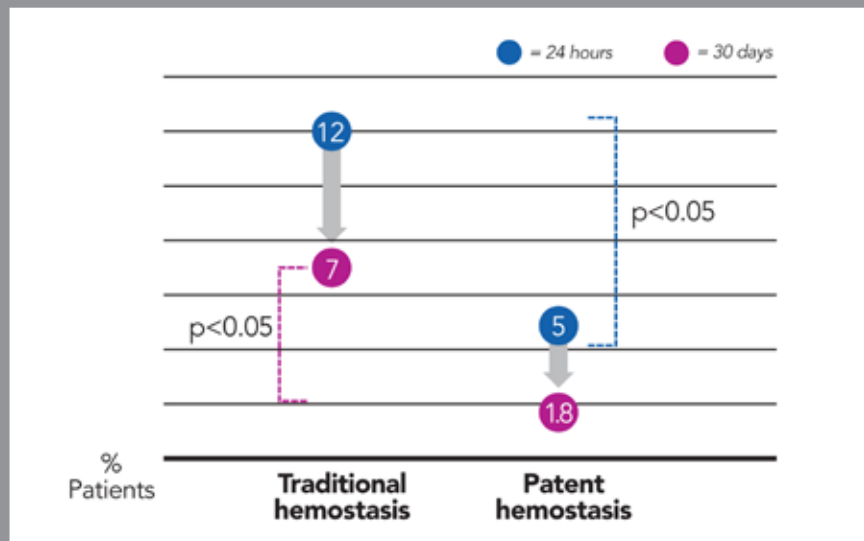 = 24 hours
= 30 days
12
p<0.05
7
p<0.05
5
1.8
%
Patients
Traditional
hemostasis
Patent
hemostasis